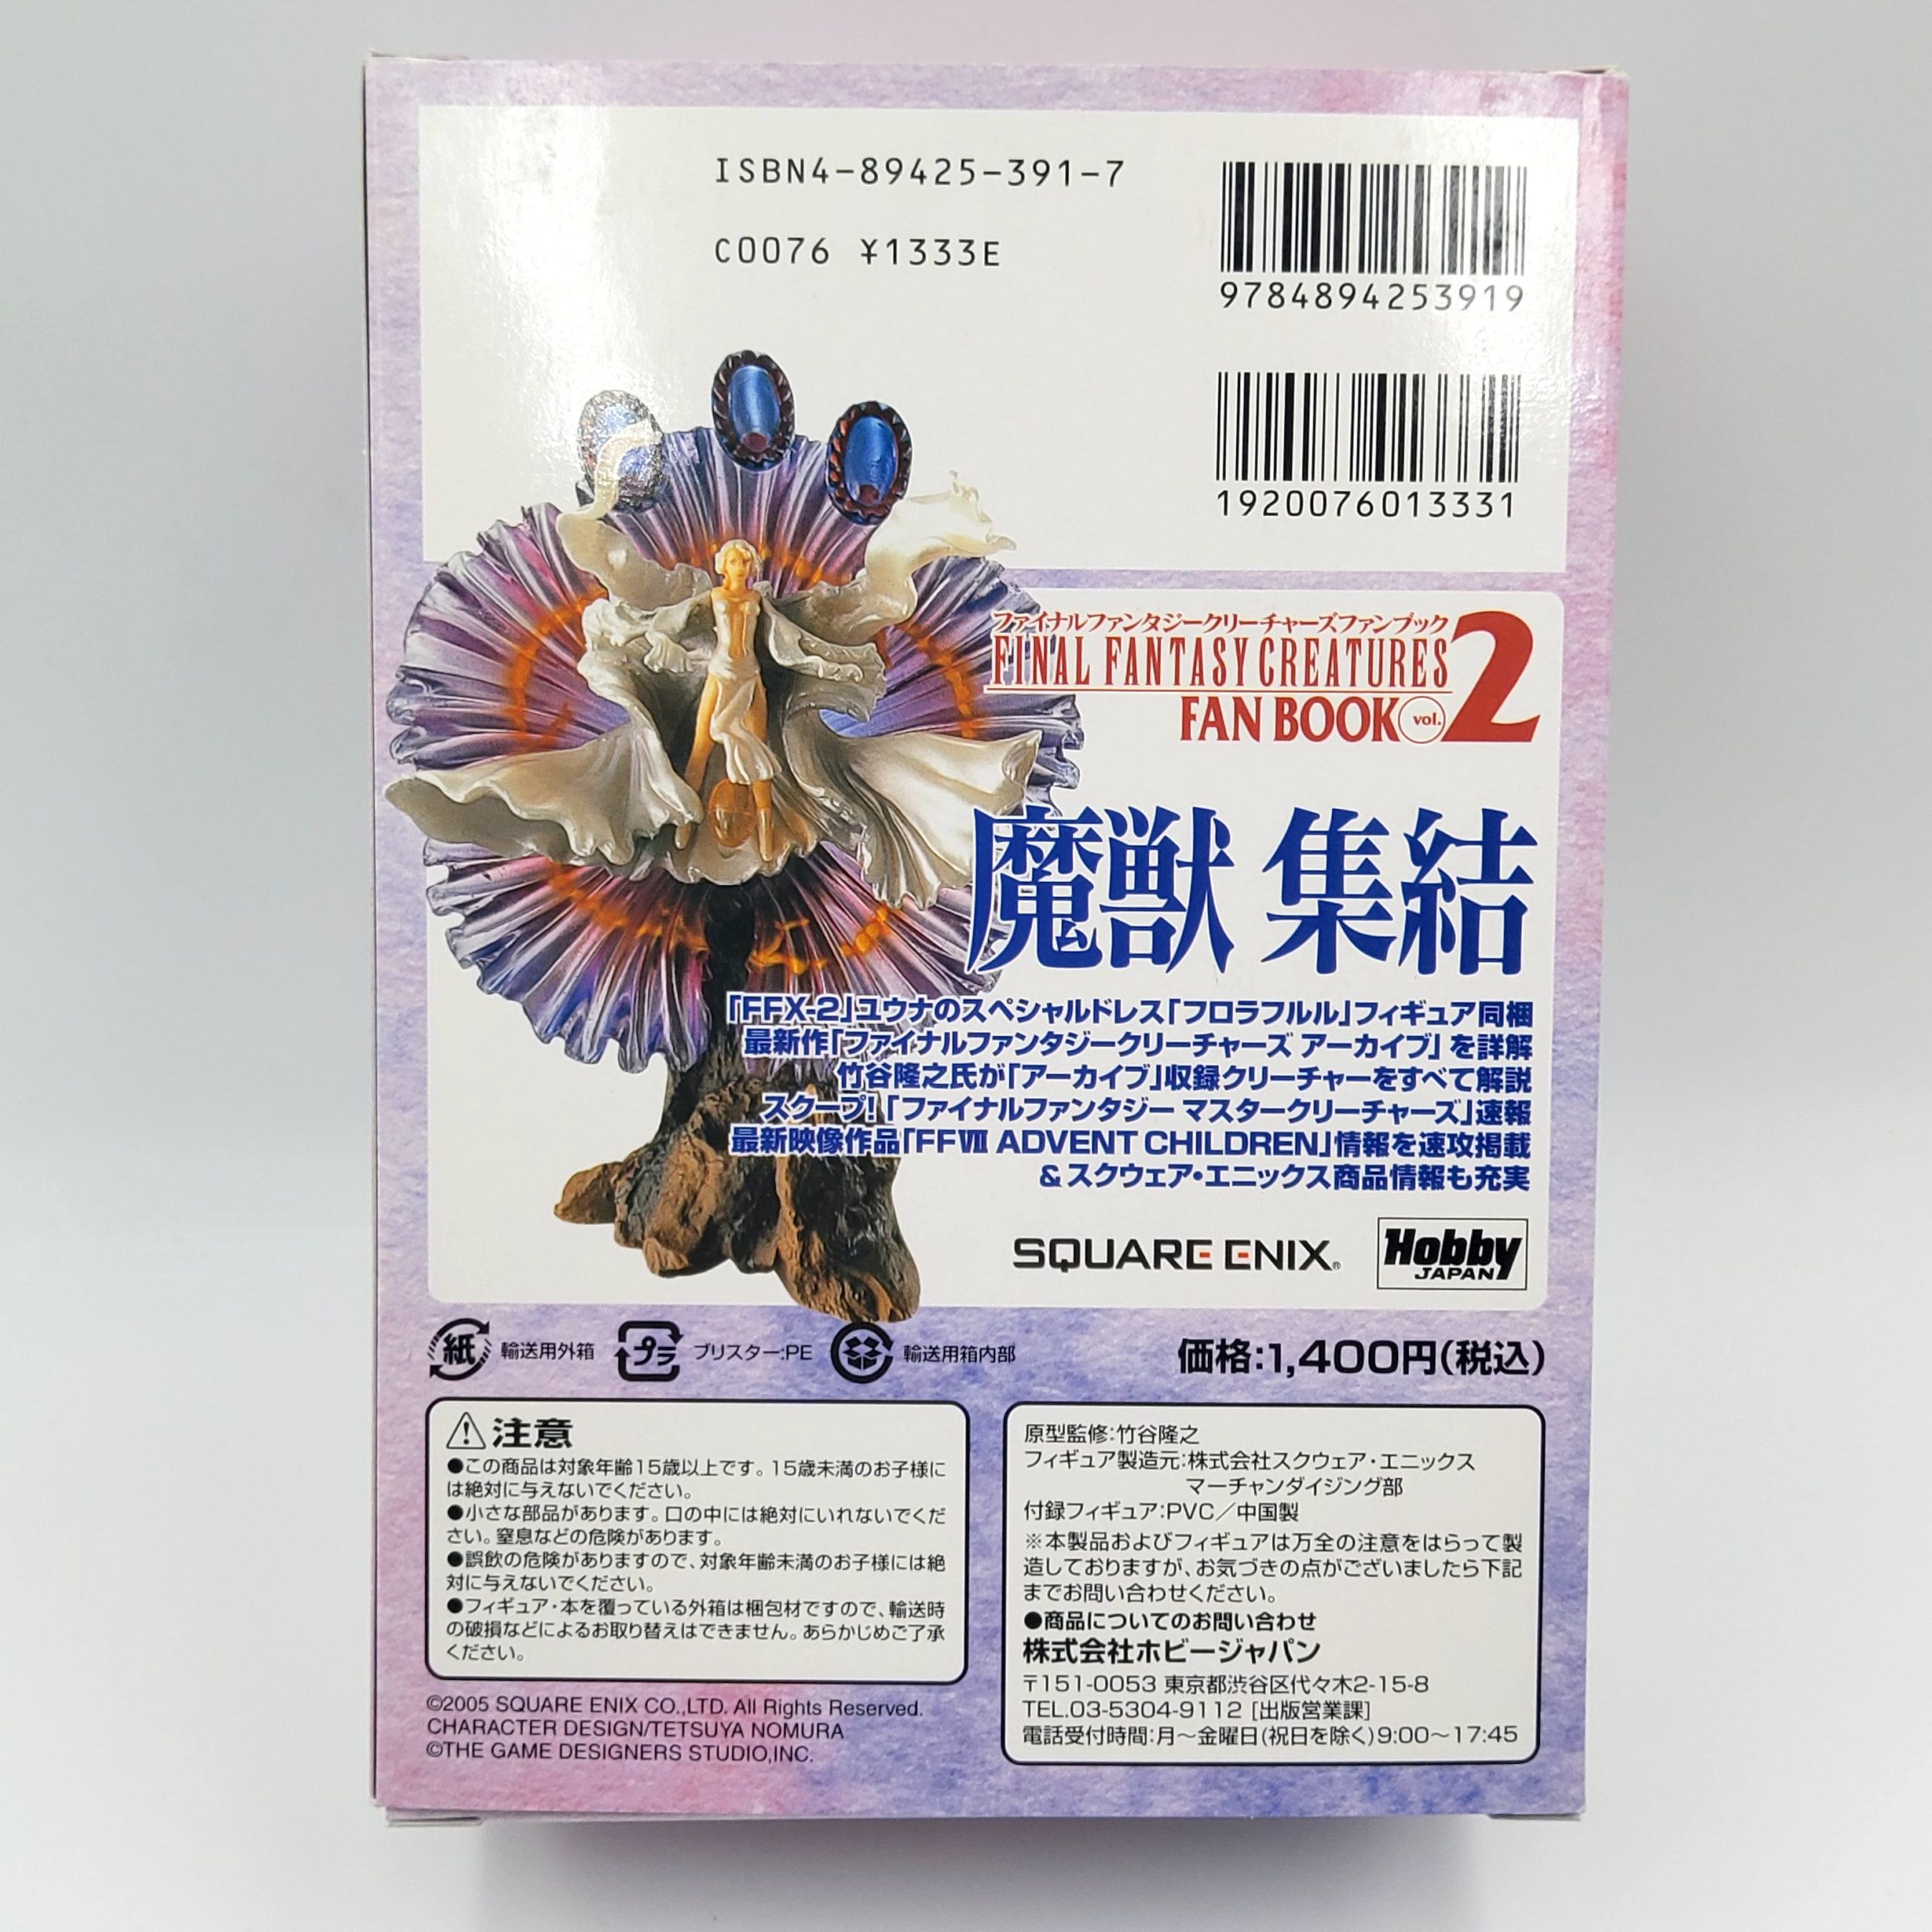 ISBN4-89425-391-7
C0076 ¥1333E
9784894253919
1920076013331
ファイナルファンタジークリーチャーズファンブック
FINAL FANTASY CREATURES
FAN BOOK vol. 2
魔獣 集結
「FFX-2」ユウナのスペシャルドレス「フロラフルル」フィギュア同梱
最新作「ファイナルファンタジークリーチャーズ アーカイブ」を詳解
竹谷隆之氏が「アーカイブ」収録クリーチャーをすべて解説
スクープ!「ファイナルファンタジー マスタークリーチャーズ」速報
最新映像作品「FFⅦ ADVENT CHILDREN」情報を速攻掲載
&スクウェア・エニックス商品情報も充実
SQUARE ENIX®
Hobby
JAPAN
紙 輸送用外箱 プラ ブリスター:PE 輸送用箱内部
価格:1,400円(税込)
注意
●この商品は対象年齢15歳以上です。15歳未満のお子様に
は絶対に与えないでください。
●小さな部品があります。口の中には絶対にいれないでくだ
さい。窒息などの危険があります。
●誤飲の危険がありますので、対象年齢未満のお子様には絶
対に与えないでください。
●フィギュア・本を覆っている外箱は梱包材ですので、輸送時
の破損などによるお取り替えはできません。あらかじめご了承
ください。
©2005 SQUARE ENIX CO.,LTD. All Rights Reserved.
CHARACTER DESIGN/TETSUYA NOMURA
©THE GAME DESIGNERS STUDIO,INC.
原型監修:竹谷隆之
フィギュア製造元:株式会社スクウェア・エニックス
マーチャンダイジング部
付録フィギュア:PVC/中国製
※本製品およびフィギュアは万全の注意をはらって製
造しておりますが、お気づきの点がございましたら下記
までお問い合わせください。
●商品についてのお問い合わせ
株式会社ホビージャパン
〒151-0053 東京都渋谷区代々木2-15-8
TEL.03-5304-9112 [出版営業課]
電話受付時間:月〜金曜日(祝日を除く)9:00〜17:45